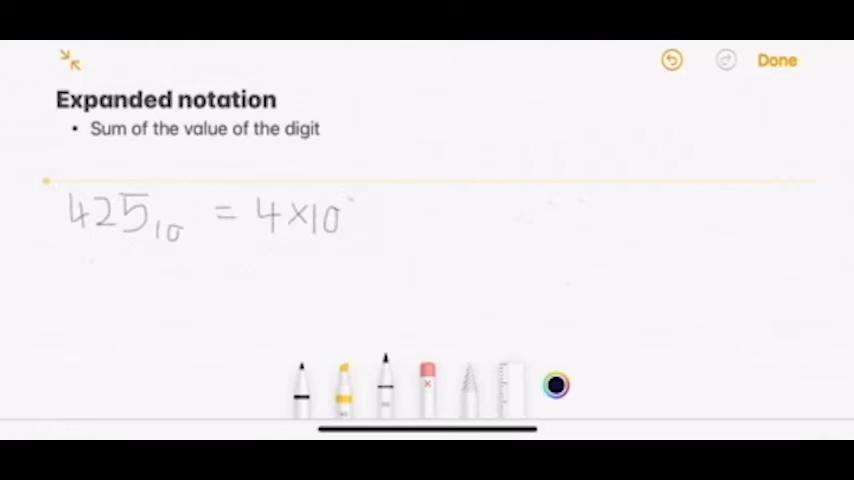 Done
Expanded notation
• Sum of the value of the digit
425₁₀ = 4×10